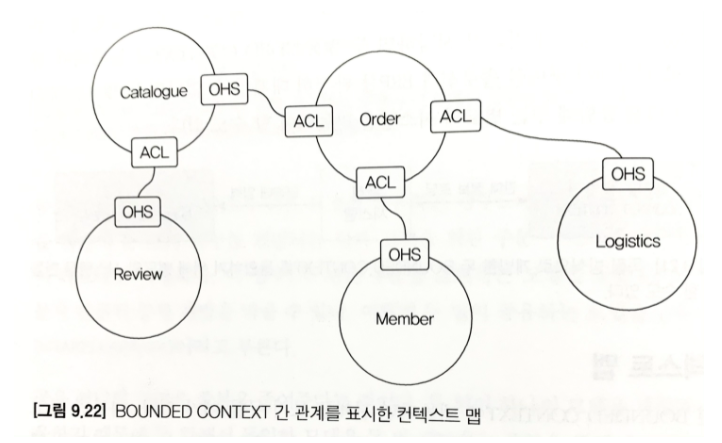 Catalogue
OHS
ACL
Order
ACL
ACL
ACL
OHS
OHS
OHS
Review
Member
Logistics
[그림 9.22] BOUNDED CONTEXT 간 관계를 표시한 컨텍스트 맵